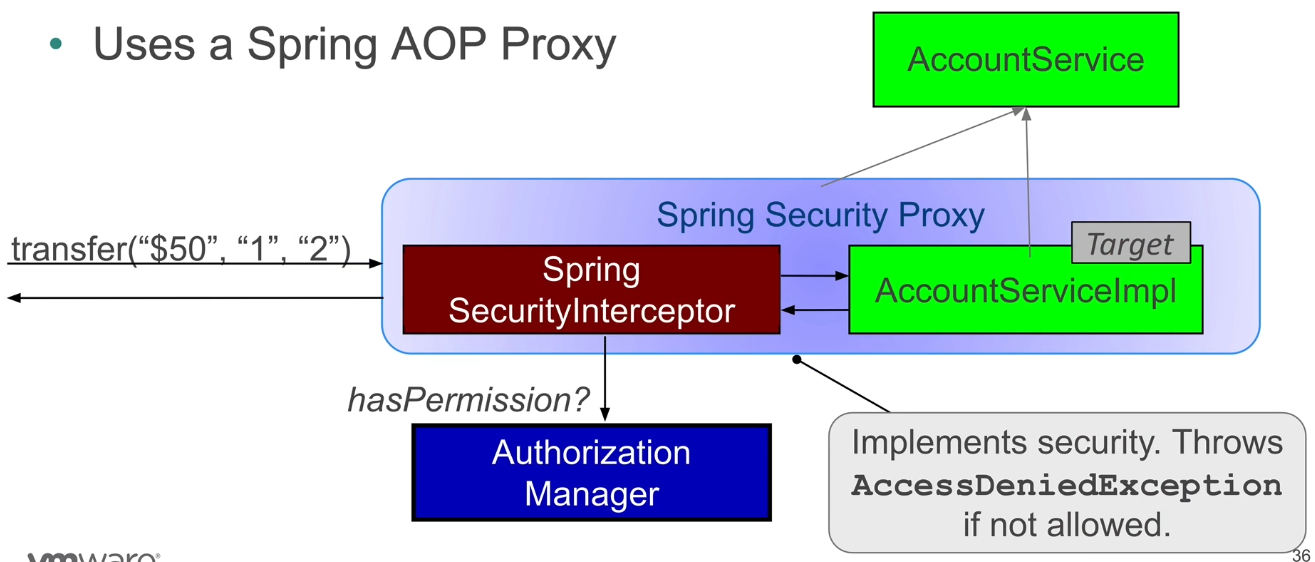 • Uses a Spring AOP Proxy
AccountService
Spring Security Proxy
transfer(“$50”, “1”, “2”)
Target
Spring
SecurityInterceptor
AccountServiceImpl
hasPermission?
Authorization
Manager
Implements security. Throws
AccessDeniedException
if not allowed.
vmware®
36